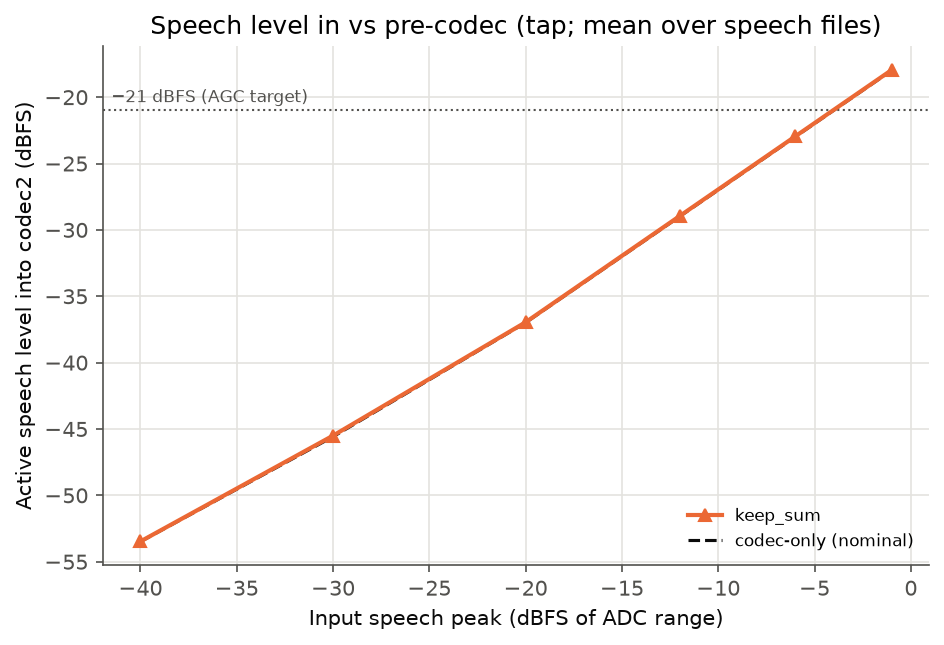 Speech level in vs pre-codec (tap; mean over speech files)
Active speech level into codec2 (dBFS)
−20
−25
−30
−35
−40
−45
−50
−55
−21 dBFS (AGC target)
keep_sum
codec-only (nominal)
−40
−35
−30
−25
−20
−15
−10
−5
0
Input speech peak (dBFS of ADC range)